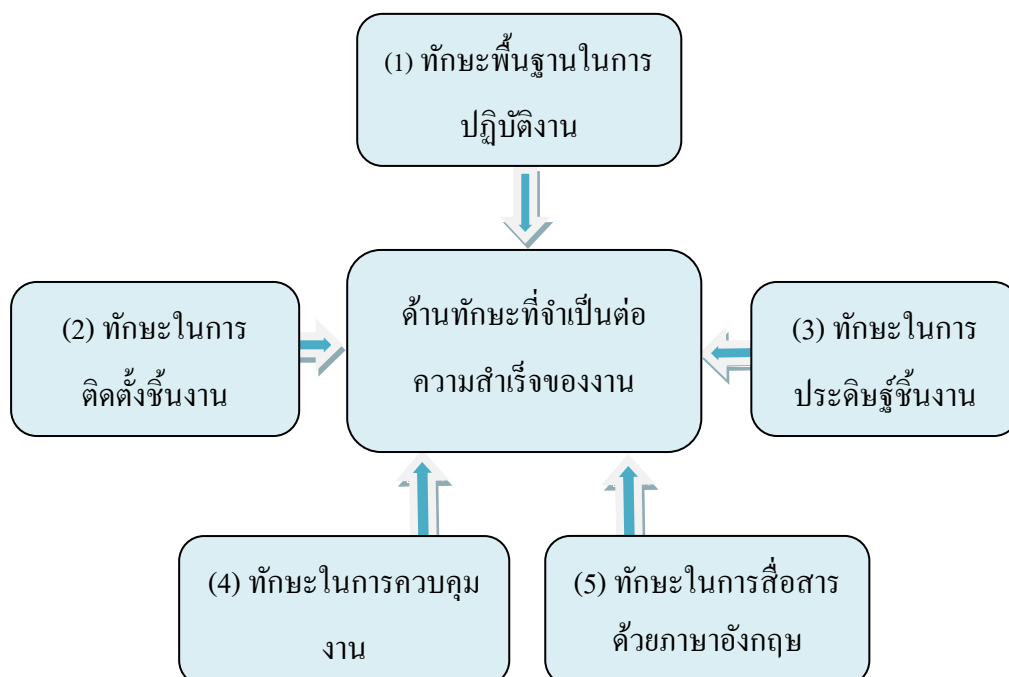 (1) ทักษะพื้นฐานในการ
ปฏิบัติงาน
(2) ทักษะในการ
ติดตั้งชิ้นงาน
ด้านทักษะที่จำเป็นต่อ
ความสำเร็จของงาน
(3) ทักษะในการ
ประดิษฐ์ชิ้นงาน
(4) ทักษะในการควบคุม
งาน
(5) ทักษะในการสื่อสาร
ด้วยภาษาอังกฤษ